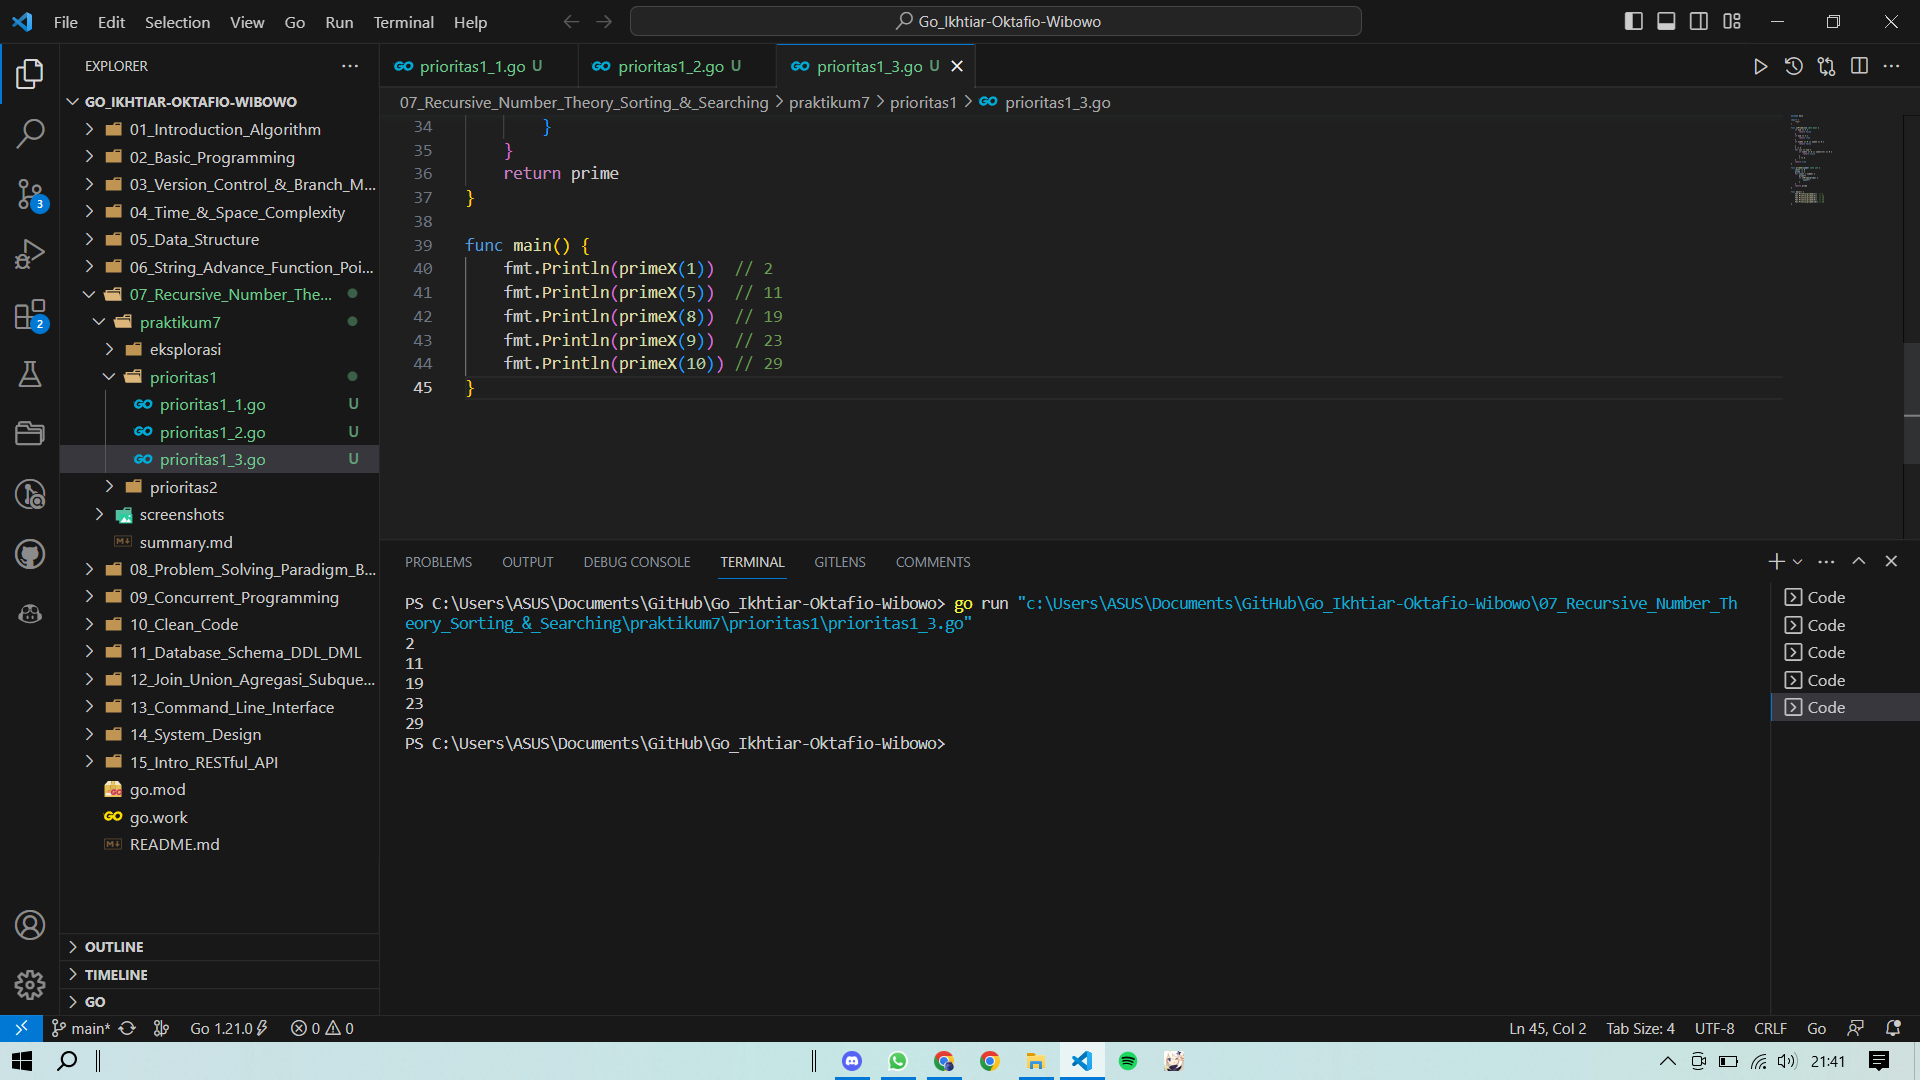 File Edit Selection View Go Run Terminal Help
Go_Ikhtiar-Oktafio-Wibowo
EXPLORER
GO_IKHTIAR-OKTAFIO-WIBOWO
01_Introduction_Algorithm
02_Basic_Programming
03_Version_Control_&_Branch_M...
04_Time_&_Space_Complexity
05_Data_Structure
06_String_Advance_Function_Poi...
07_Recursive_Number_The...
praktikum7
eksplorasi
prioritas1
prioritas1_1.go U
prioritas1_2.go U
prioritas1_3.go U
prioritas2
screenshots
summary.md
08_Problem_Solving_Paradigm_B...
09_Concurrent_Programming
10_Clean_Code
11_Database_Schema_DDL_DML
12_Join_Union_Agregasi_Subque...
13_Command_Line_Interface
14_System_Design
15_Intro_RESTful_API
go.mod
go.work
README.md
OUTLINE
TIMELINE
GO
3
2
prioritas1_1.go U prioritas1_2.go U prioritas1_3.go U
07_Recursive_Number_Theory_Sorting_&_Searching > praktikum7 > prioritas1 > prioritas1_3.go
34 }
35 }
36 return prime
37 }
38
39 func main() {
40 fmt.Println(primeX(1)) // 2
41 fmt.Println(primeX(5)) // 11
42 fmt.Println(primeX(8)) // 19
43 fmt.Println(primeX(9)) // 23
44 fmt.Println(primeX(10)) // 29
45 }
PROBLEMS OUTPUT DEBUG CONSOLE TERMINAL GITLENS COMMENTS
PS C:\Users\ASUS\Documents\GitHub\Go_Ikhtiar-Oktafio-Wibowo> go run "c:\Users\ASUS\Documents\GitHub\Go_Ikhtiar-Oktafio-Wibowo\07_Recursive_Number_Th
eory_Sorting_&_Searching\praktikum7\prioritas1\prioritas1_3.go"
2
11
19
23
29
PS C:\Users\ASUS\Documents\GitHub\Go_Ikhtiar-Oktafio-Wibowo>
Code
Code
Code
Code
Code
main* Go 1.21.0 0 0
Ln 45, Col 2 Tab Size: 4 UTF-8 CRLF Go
21:41